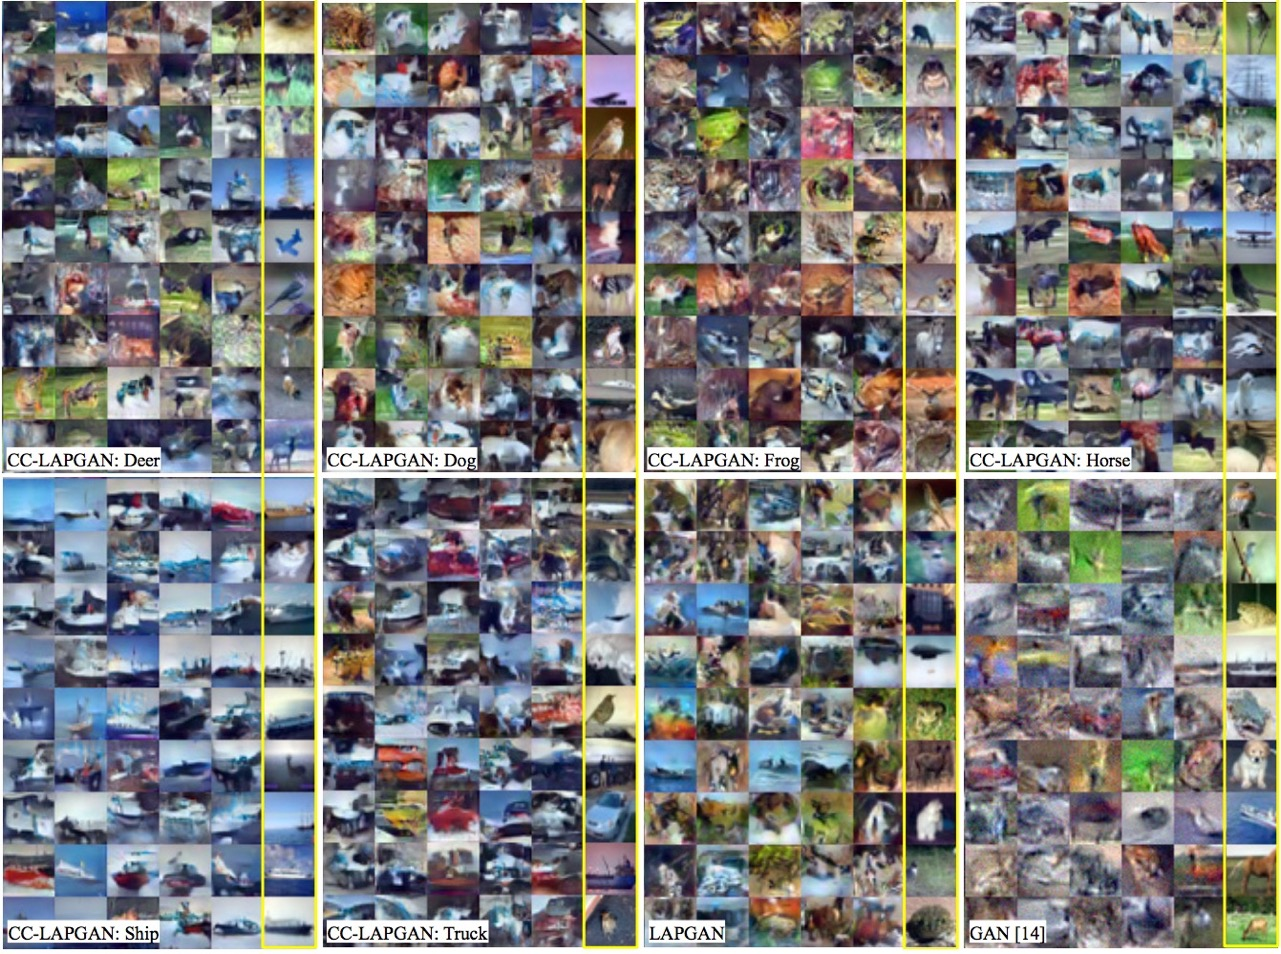 CC-LAPGAN: Deer
CC-LAPGAN: Dog
CC-LAPGAN: Frog
CC-LAPGAN: Horse
CC-LAPGAN: Ship
CC-LAPGAN: Truck
LAPGAN
GAN [14]